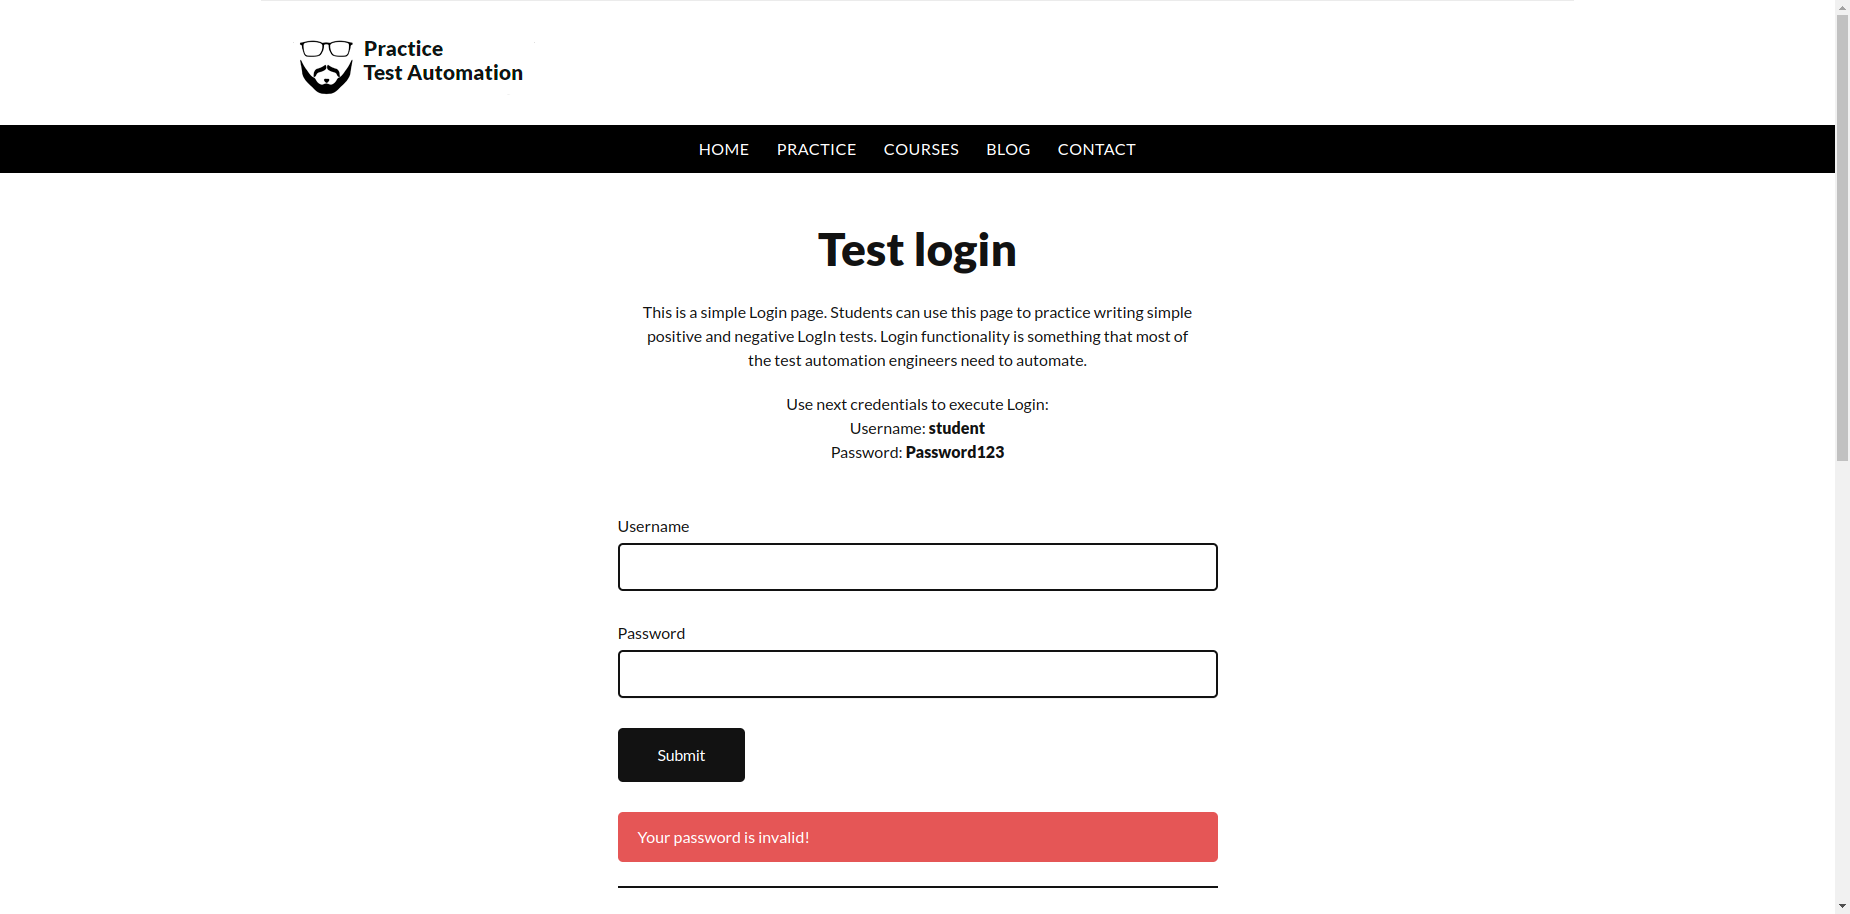 Practice
Test Automation
HOME PRACTICE COURSES BLOG CONTACT
Test login
This is a simple Login page. Students can use this page to practice writing simple
positive and negative LogIn tests. Login functionality is something that most of
the test automation engineers need to automate.
Use next credentials to execute Login:
Username: student
Password: Password123
Username
Password
Submit
Your password is invalid!